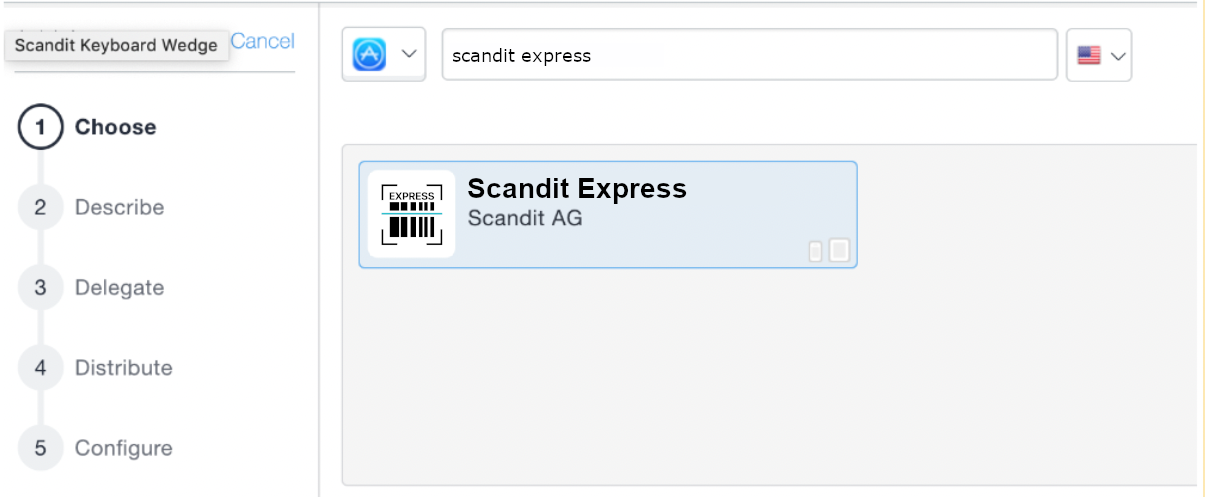 Scandit Keyboard Wedge
Cancel
scandit express
1 Choose
2 Describe
3 Delegate
4 Distribute
5 Configure
EXPRESS
Scandit Express
Scandit AG